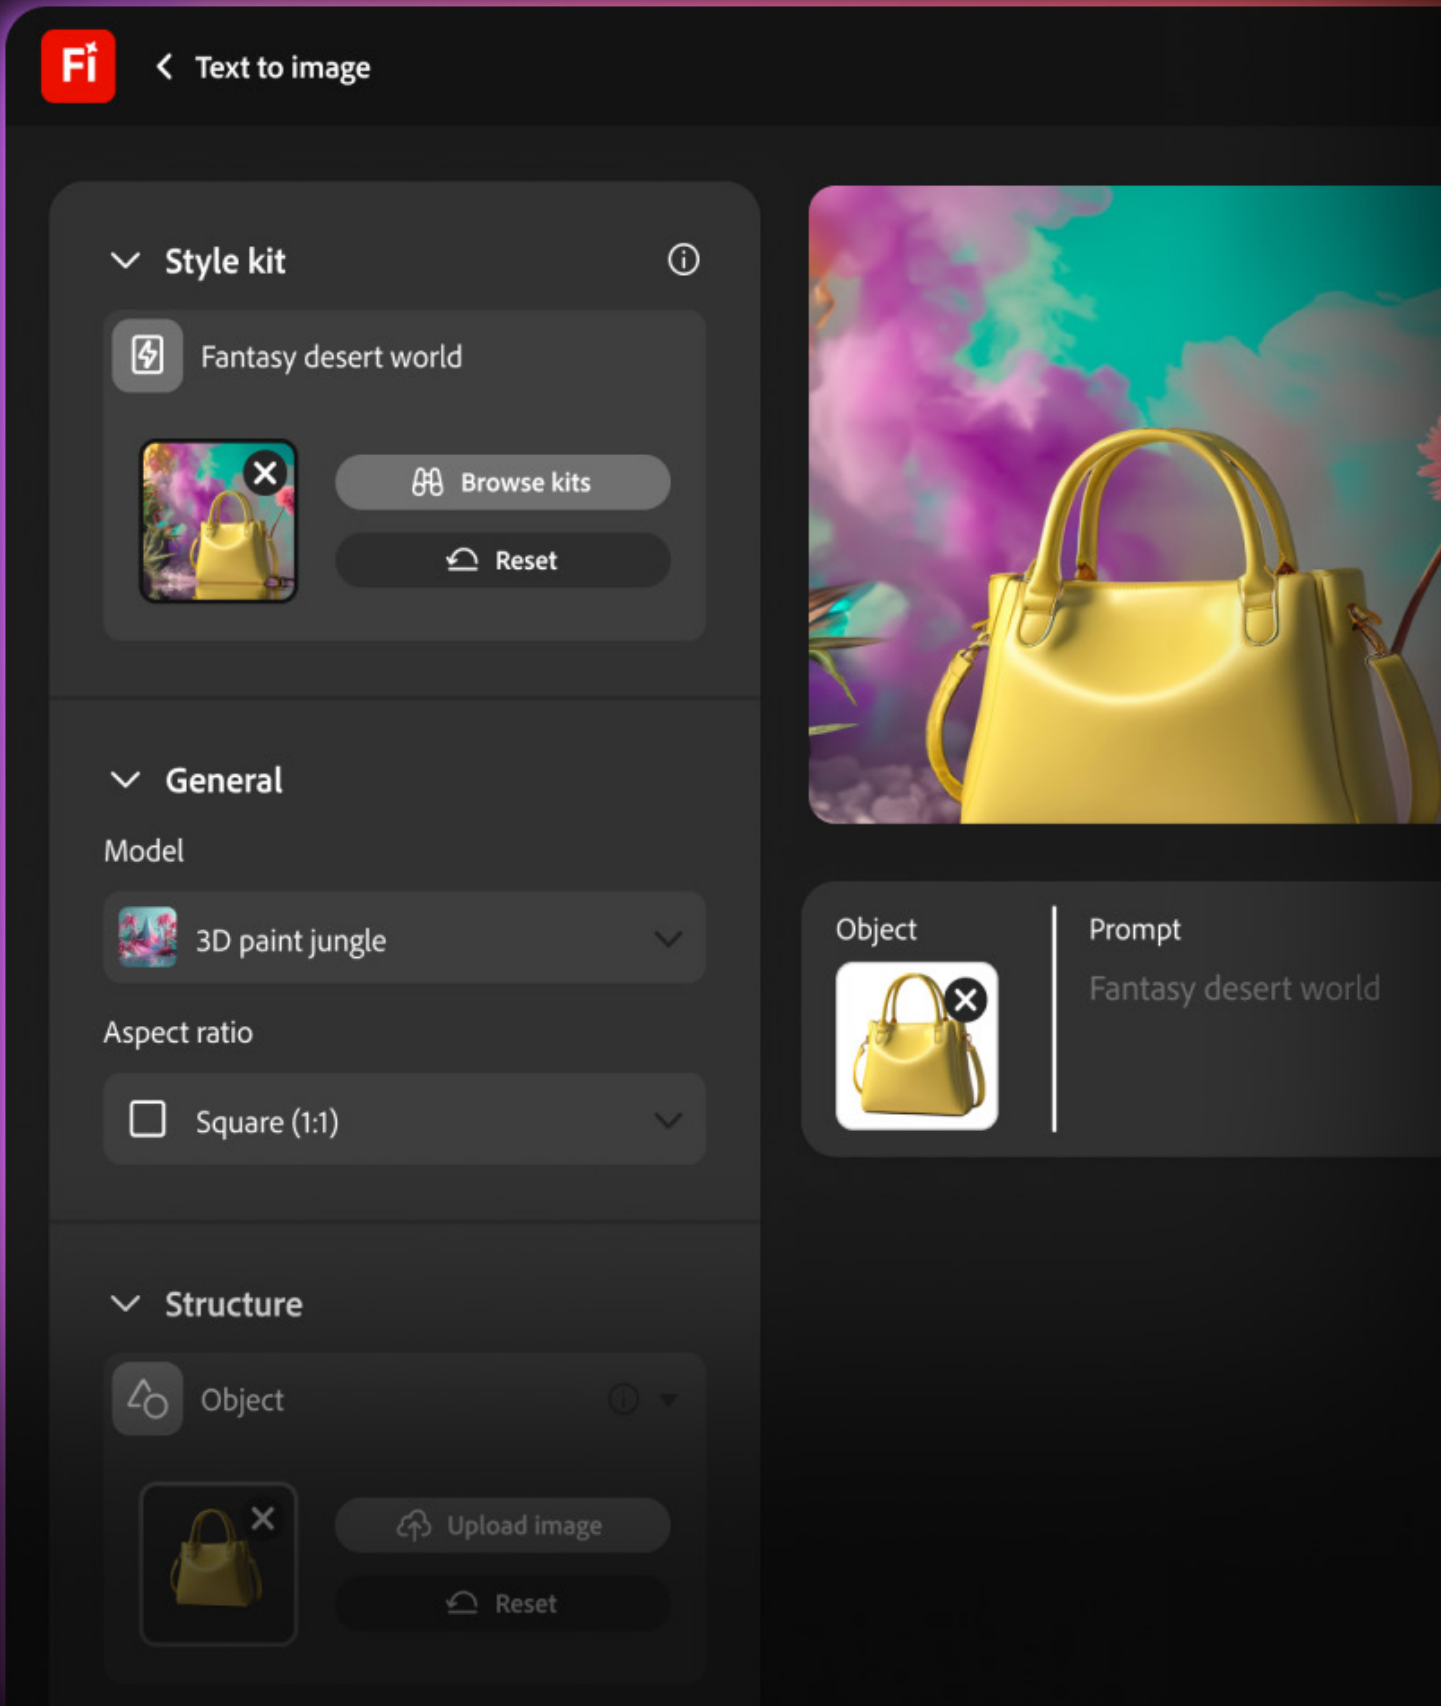 Fi
Text to image
Style kit
Fantasy desert world
Browse kits
Reset
General
Model
3D paint jungle
Aspect ratio
Square (1:1)
Structure
Object
Upload image
Reset
Object
Prompt
Fantasy desert world